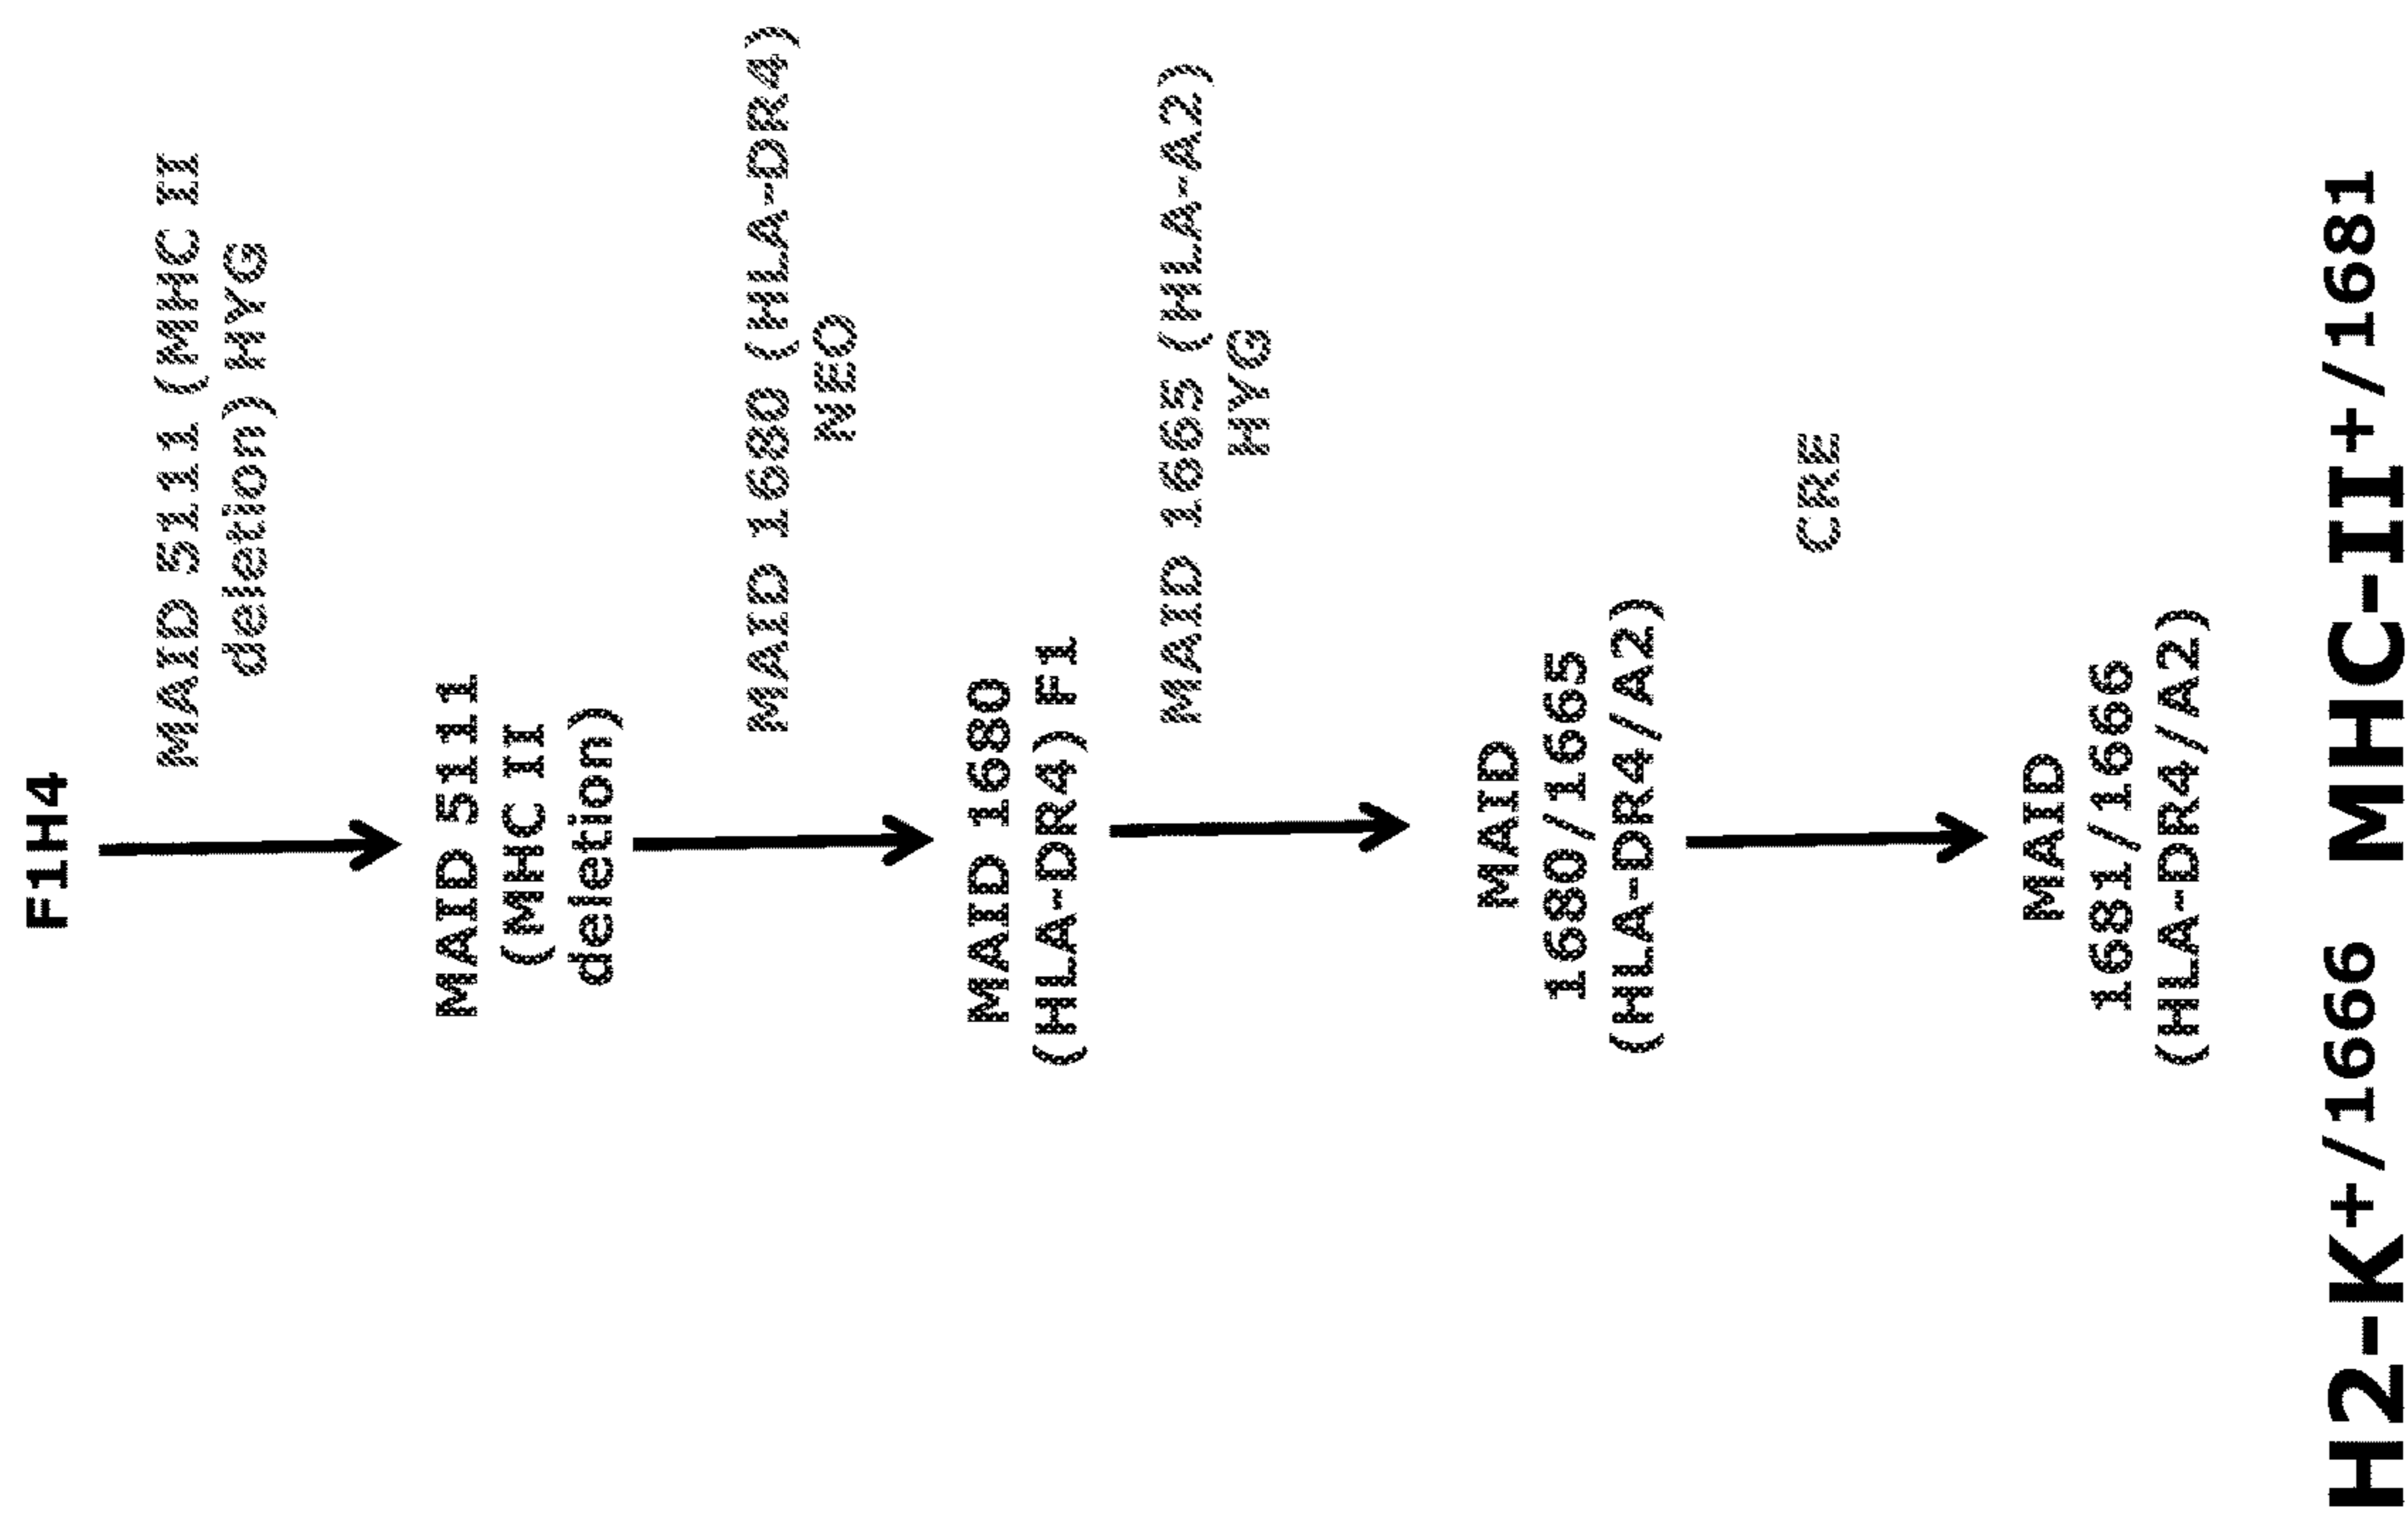 F1H4
MAID 5111 (MHC II
deletion) HYG
MAID 5111
(MHC II
deletion)
MAID 1680 (HLA-DR4)
NEO
MAID 1680
(HLA-DR4) F1
MAID 1665 (HLA-A2)
HYG
MAID
1680/1665
(HLA-DR4/A2)
CRE
MAID
1681/1666
(HLA-DR4/A2)
H2-K+/1666 MHC-II+/1681